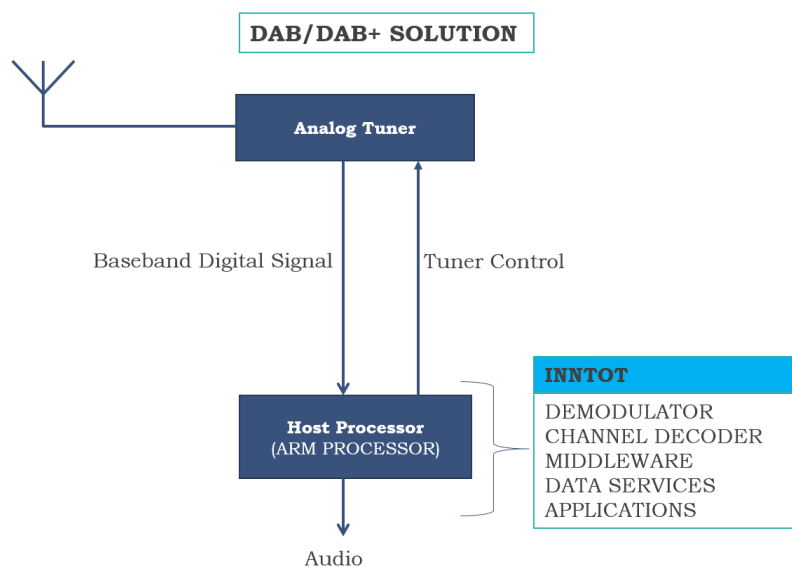 DAB/DAB+ SOLUTION
Analog Tuner
Baseband Digital Signal
Tuner Control
Host Processor
(ARM PROCESSOR)
INNTOT
DEMODULATOR
CHANNEL DECODER
MIDDLEWARE
DATA SERVICES
APPLICATIONS
Audio